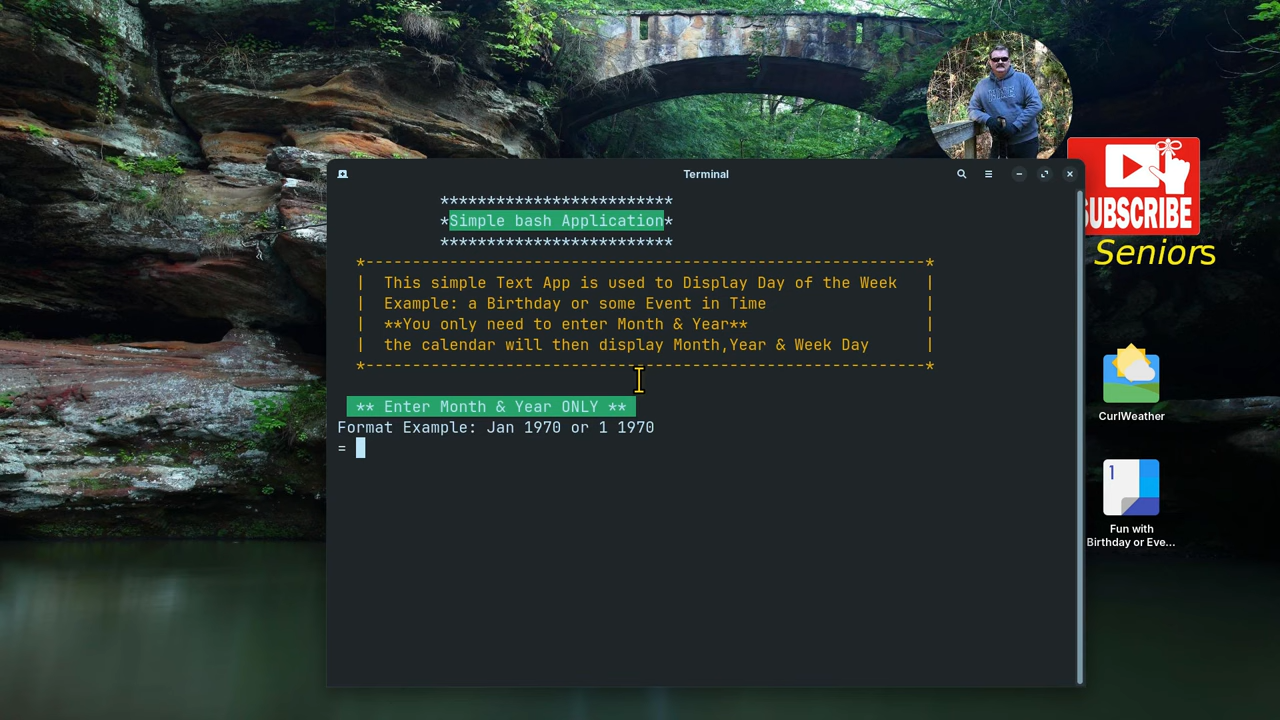 Terminal
*************************
*Simple bash Application*
*************************
*------------------------------------------------------------*
|  This simple Text App is used to Display Day of the Week   |
|  Example: a Birthday or some Event in Time                 |
|  **You only need to enter Month & Year**                   |
|  the calendar will then display Month,Year & Week Day      |
*------------------------------------------------------------*
** Enter Month & Year ONLY **
Format Example: Jan 1970 or 1 1970
=
SUBSCRIBE
Seniors
CurlWeather
1
Fun with
Birthday or Eve...